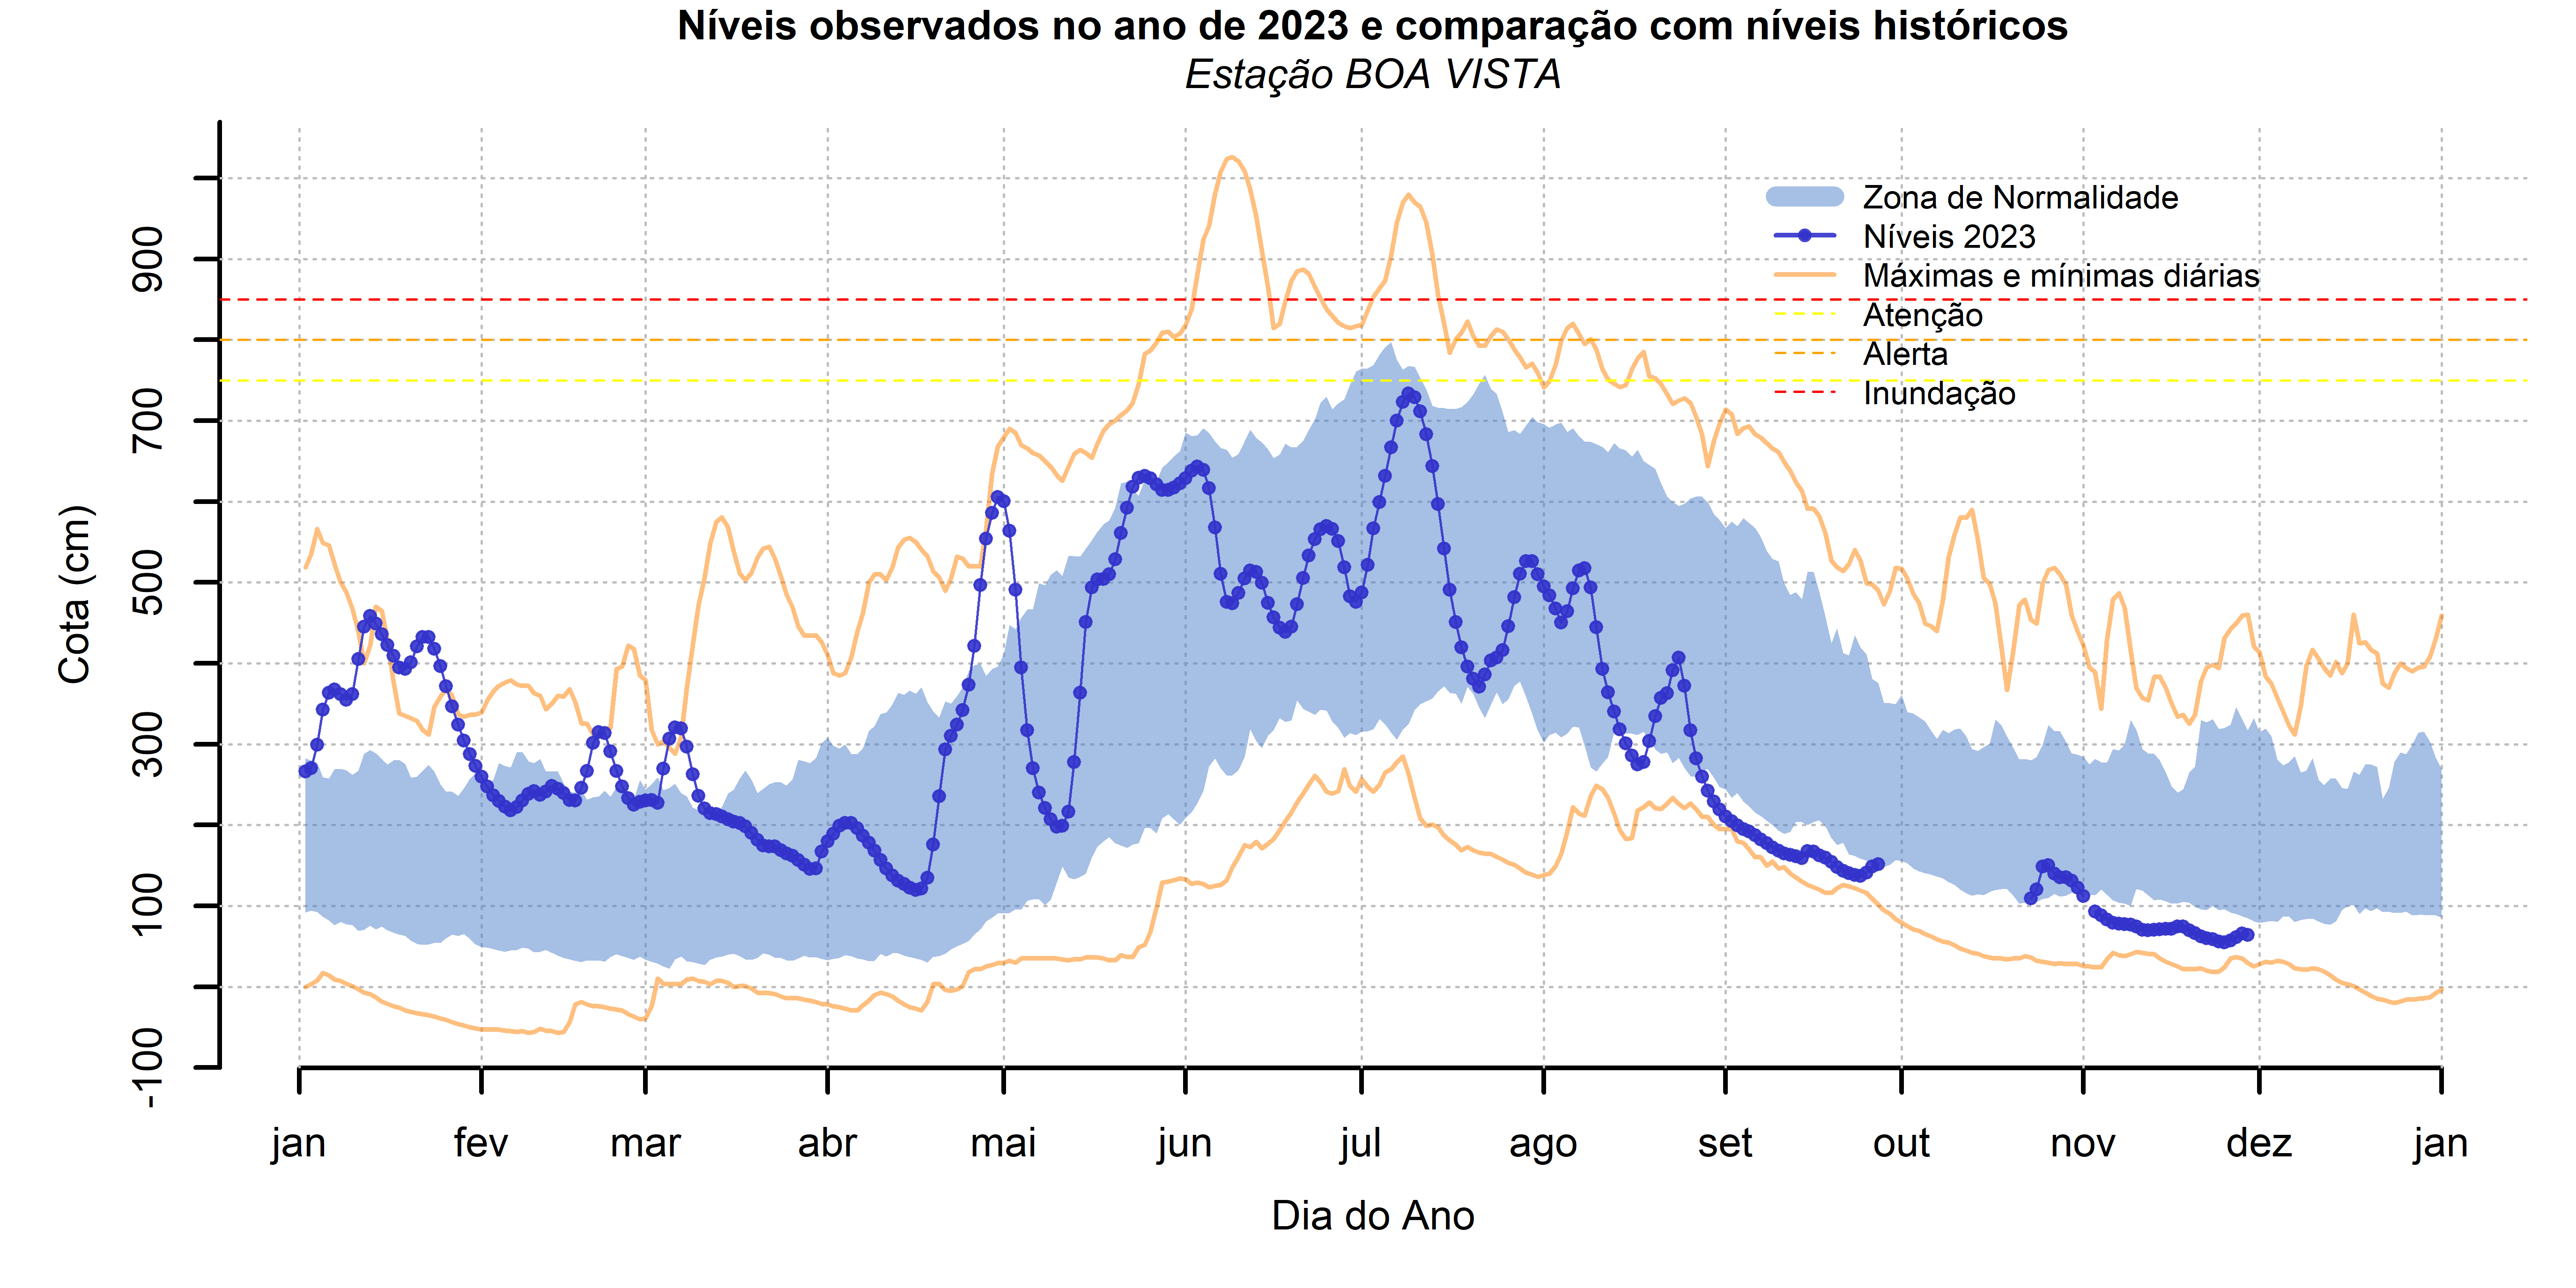 Níveis observados no ano de 2023 e comparação com níveis históricos
Estação BOA VISTA
Zona de Normalidade
Níveis 2023
Máximas e mínimas diárias
Atenção
Alerta
Inundação
Cota (cm)
900
700
500
300
100
-100
jan fev mar abr mai jun jul ago set out nov dez jan
Dia do Ano